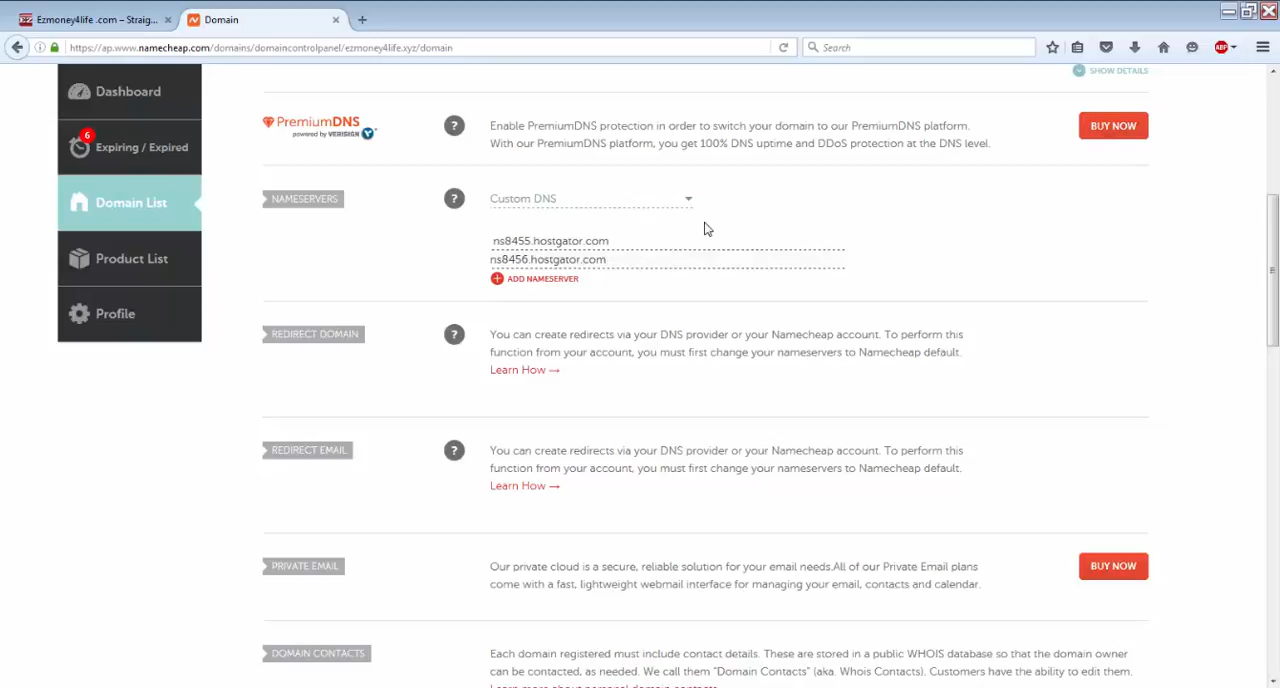 Ezmoney4life .com – Straig...
Domain
https://ap.www.namecheap.com/domains/domaincontrolpanel/ezmoney4life.xyz/domain
Search
ABP
Dashboard
6
Expiring / Expired
Domain List
Product List
Profile
SHOW DETAILS
PremiumDNS
powered by VERISIGN
?
Enable PremiumDNS protection in order to switch your domain to our PremiumDNS platform.
With our PremiumDNS platform, you get 100% DNS uptime and DDoS protection at the DNS level.
BUY NOW
NAMESERVERS
?
Custom DNS
ns8455.hostgator.com
ns8456.hostgator.com
ADD NAMESERVER
REDIRECT DOMAIN
?
You can create redirects via your DNS provider or your Namecheap account. To perform this
function from your account, you must first change your nameservers to Namecheap default.
Learn How →
REDIRECT EMAIL
?
You can create redirects via your DNS provider or your Namecheap account. To perform this
function from your account, you must first change your nameservers to Namecheap default.
Learn How →
PRIVATE EMAIL
Our private cloud is a secure, reliable solution for your email needs.All of our Private Email plans
come with a fast, lightweight webmail interface for managing your email, contacts and calendar.
BUY NOW
DOMAIN CONTACTS
Each domain registered must include contact details. These are stored in a public WHOIS database so that the domain owner
can be contacted, as needed. We call them "Domain Contacts" (aka. Whois Contacts). Customers have the ability to edit them.
Learn more about personal domain contacts